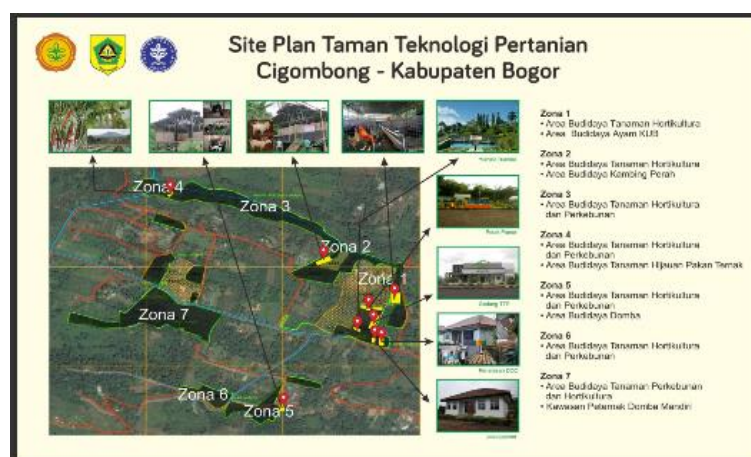 Site Plan Taman Teknologi Pertanian
Cigombong - Kabupaten Bogor
Zona 4
Zona 3
Zona 2
Zona 1
Zona 7
Zona 6
Zona 5
Gedung TTP
Zona 1
• Area Budidaya Tanaman Hortikultura
• Area Budidaya Ayam KUB
Zona 2
• Area Budidaya Tanaman Hortikultura
• Area Budidaya Kambing Perah
Zona 3
• Area Budidaya Tanaman Hortikultura
dan Perkebunan
Zona 4
• Area Budidaya Tanaman Hortikultura
dan Perkebunan
• Area Budidaya Tanaman Hijauan Pakan Ternak
Zona 5
• Area Budidaya Tanaman Hortikultura
dan Perkebunan
• Area Budidaya Domba
Zona 6
• Area Budidaya Tanaman Hortikultura
dan Perkebunan
Zona 7
• Area Budidaya Tanaman Perkebunan
dan Hortikultura
• Kawasan Peternak Domba Mandiri